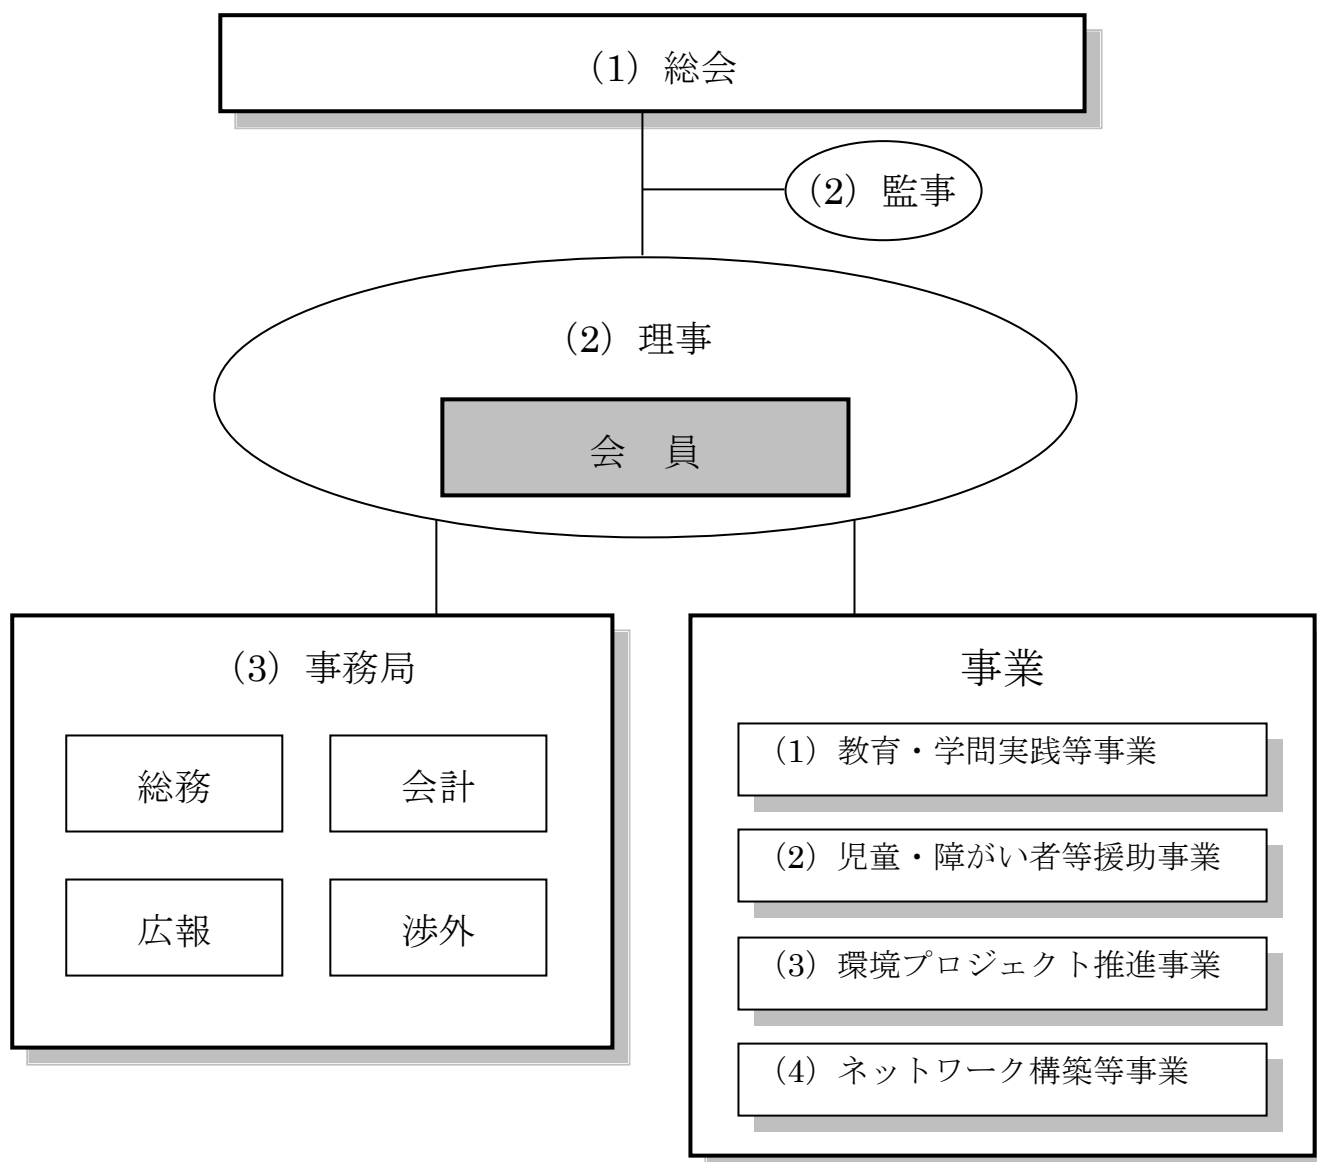 (1) 総会
(2) 監事
(2) 理事
会　員
(3) 事務局
総務
会計
広報
渉外
事業
(1) 教育・学問実践等事業
(2) 児童・障がい者等援助事業
(3) 環境プロジェクト推進事業
(4) ネットワーク構築等事業